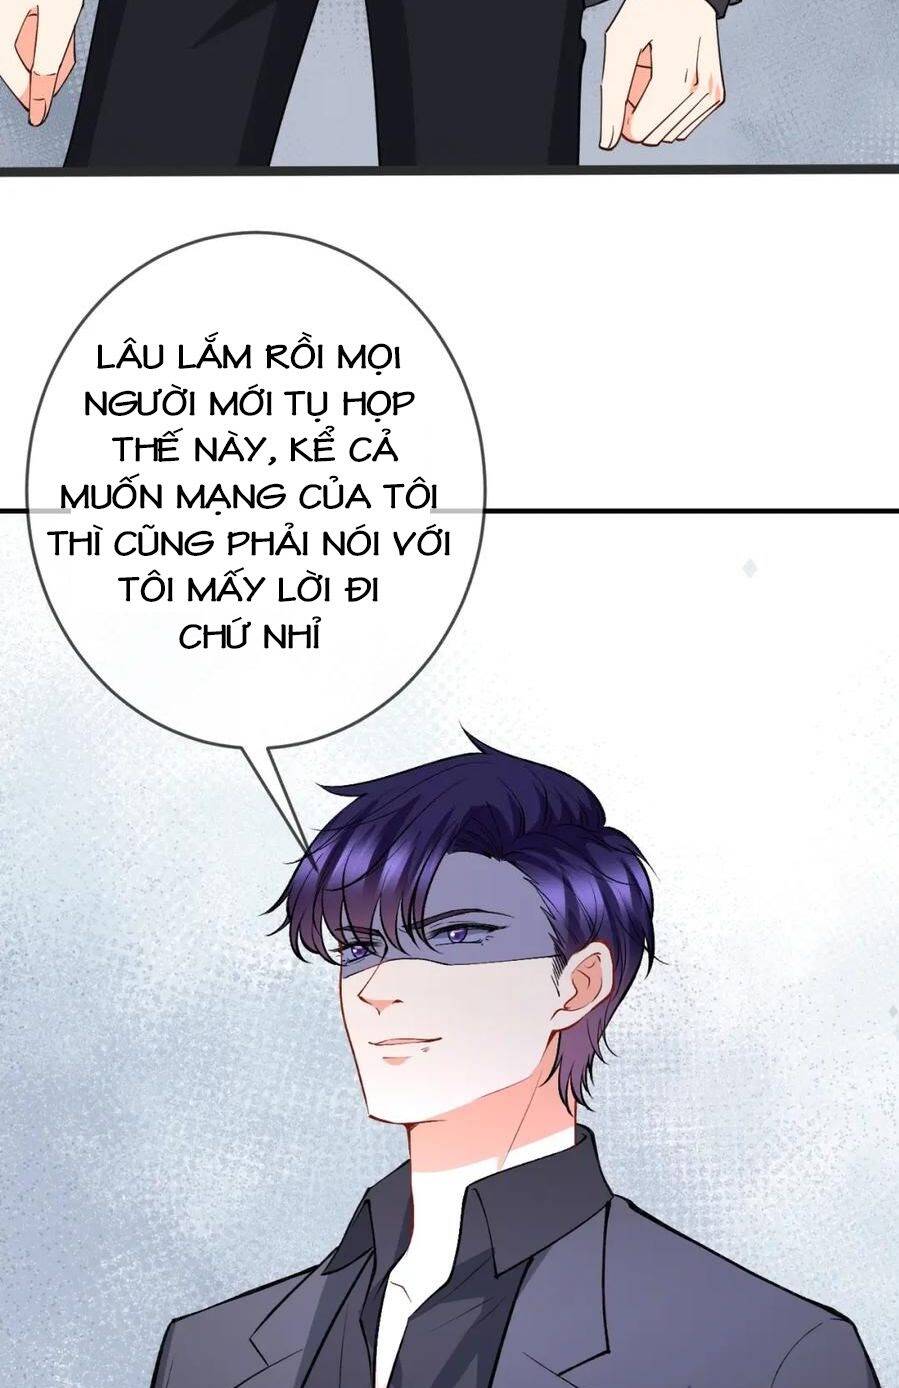 LÂU LẮM RỒI MỌI
NGƯỜI MỚI TỤ HỌP
THẾ NÀY, KỂ CẢ
MUỐN MẠNG CỦA TÔI
THÌ CŨNG PHẢI NÓI VỚI
TÔI MẤY LỜI ĐI
CHỨ NHỈ